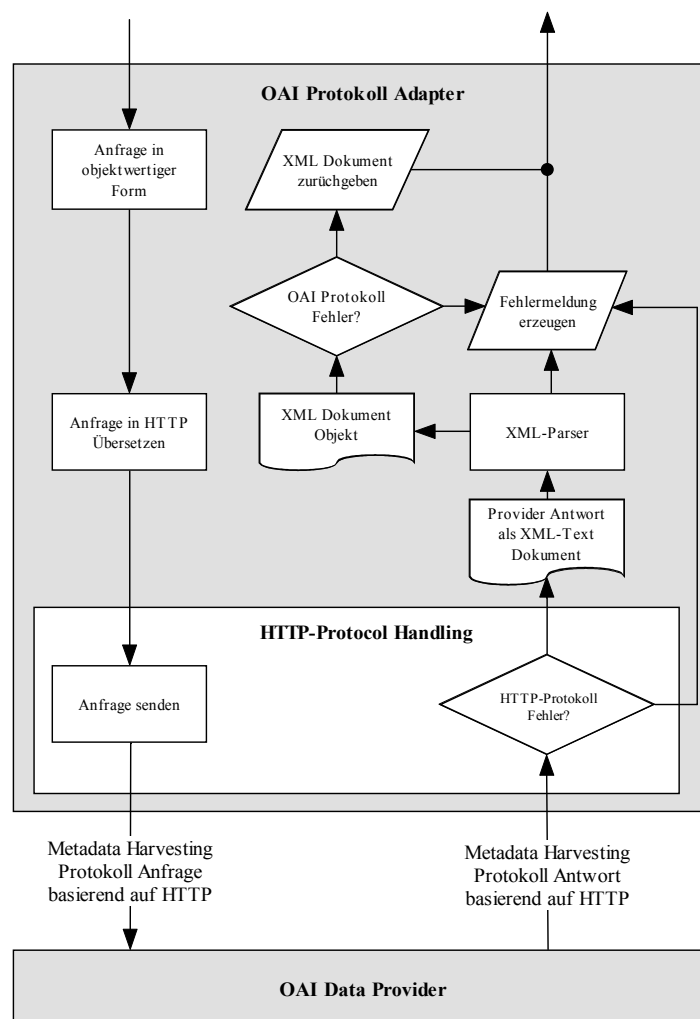 OAI Protokoll Adapter
Anfrage in
objektwertiger
Form
XML Dokument
zurüchgeben
OAI Protokoll
Fehler?
Fehlermeldung
erzeugen
Anfrage in HTTP
Übersetzen
XML Dokument
Objekt
XML-Parser
Provider Antwort
als XML-Text
Dokument
HTTP-Protocol Handling
Anfrage senden
HTTP-Protokoll
Fehler?
Metadata Harvesting
Protokoll Anfrage
basierend auf HTTP
Metadata Harvesting
Protokoll Antwort
basierend auf HTTP
OAI Data Provider